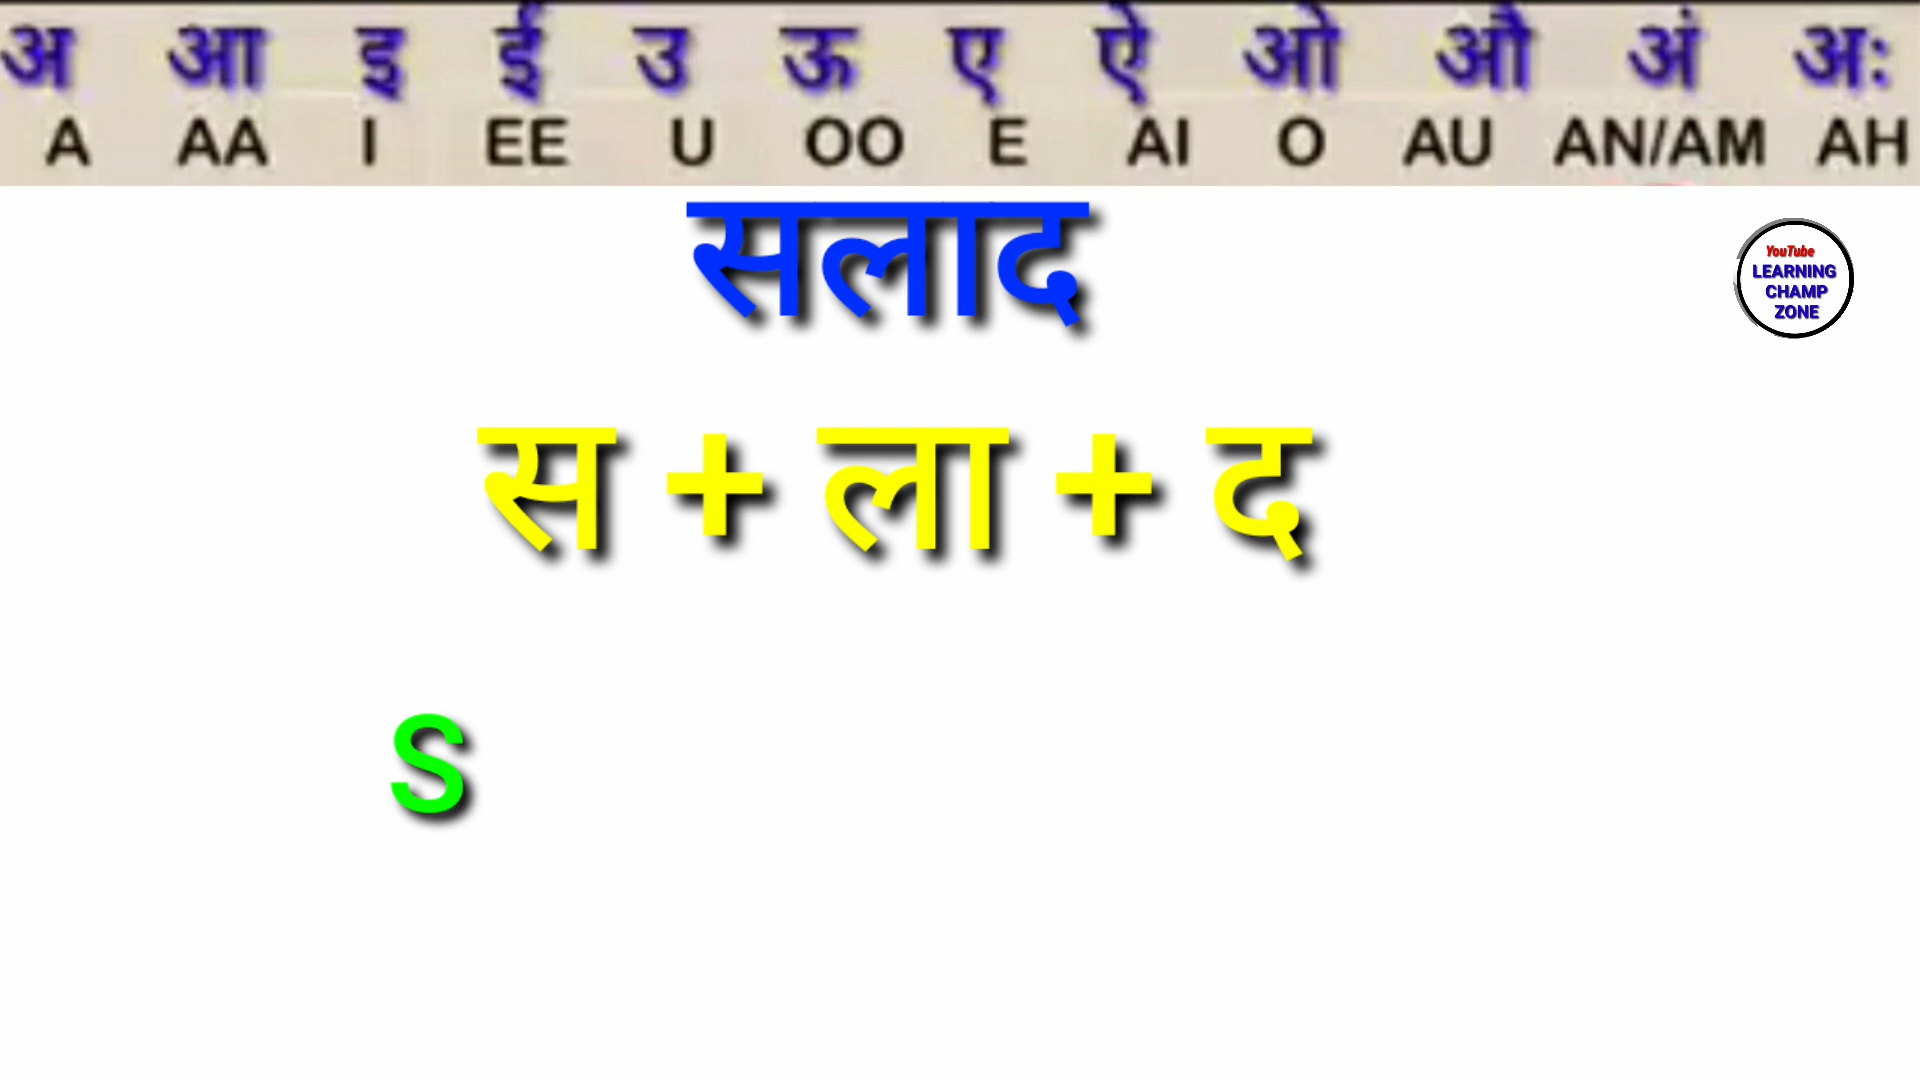 अ आ इ ई उ ऊ ए ऐ ओ औ अं अः
A AA I EE U OO E AI O AU AN/AM AH
सलाद
YouTube
LEARNING
CHAMP
ZONE
स + ला + द
S